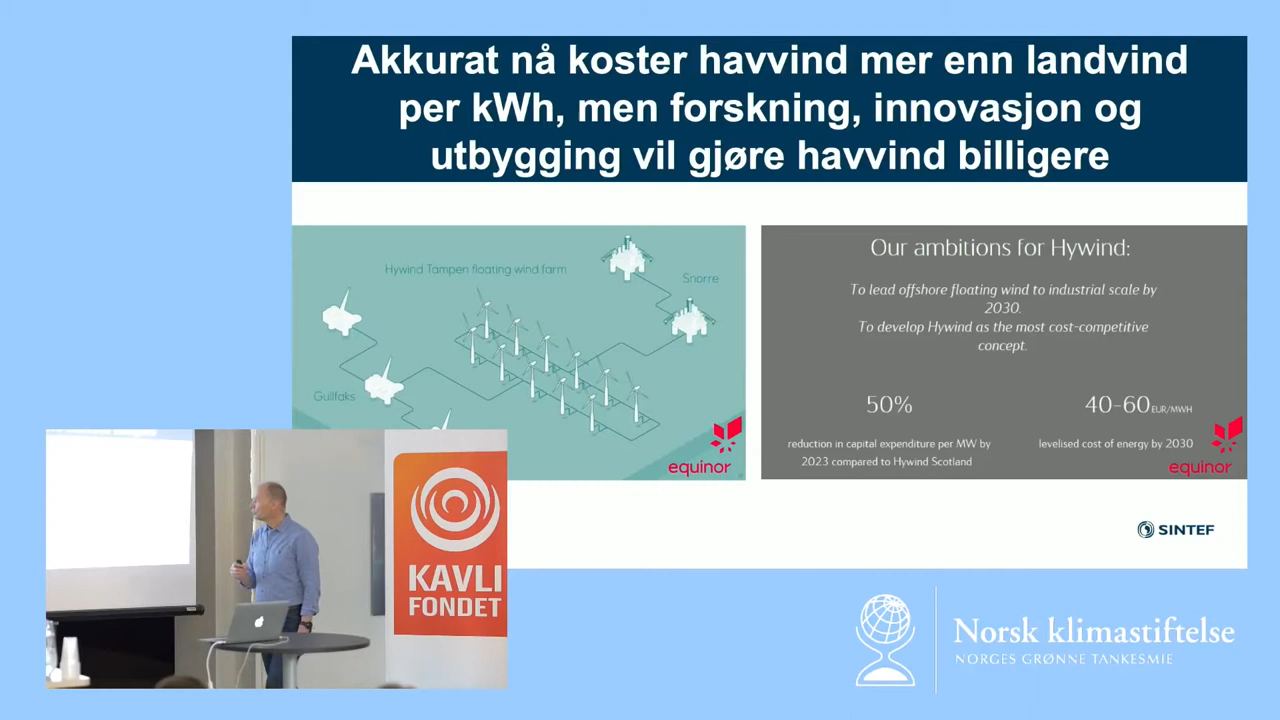 Akkurat nå koster havvind mer enn landvind
per kWh, men forskning, innovasjon og
utbygging vil gjøre havvind billigere
Hywind Tampen floating wind farm
Snorre
Gullfaks
equinor
Our ambitions for Hywind:
To lead offshore floating wind to industrial scale by
2030.
To develop Hywind as the most cost-competitive
concept.
50%
reduction in capital expenditure per MW by
2023 compared to Hywind Scotland
40-60 EUR/MWH
levelised cost of energy by 2030
equinor
SINTEF
KAVLI
FONDET
Norsk klimastiftelse
NORGES GRØNNE TANKESMIE